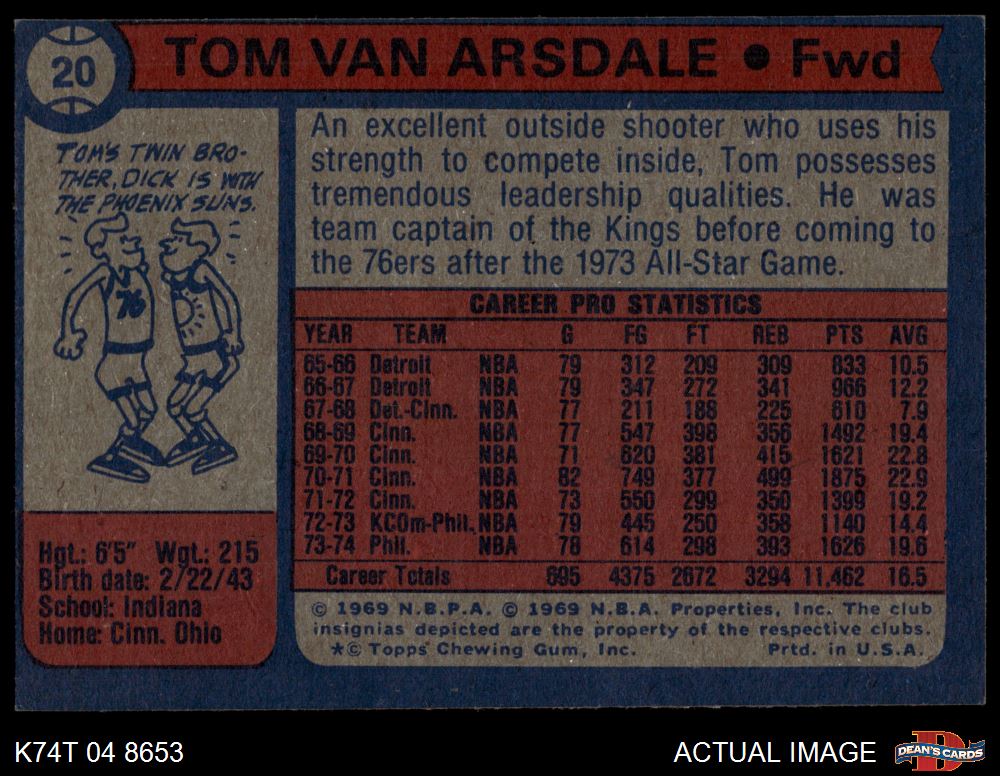 20
TOM VAN ARSDALE ● Fwd
TOM'S TWIN BRO-
THER, DICK IS WITH
THE PHOENIX SUNS.
76
An excellent outside shooter who uses his
strength to compete inside, Tom possesses
tremendous leadership qualities. He was
team captain of the Kings before coming to
the 76ers after the 1973 All-Star Game.
CAREER PRO STATISTICS
YEAR TEAM G FG FT REB PTS AVG
65-66 Detroit NBA 79 312 209 309 833 10.5
66-67 Detroit NBA 79 347 272 341 966 12.2
67-68 Det.-Cinn. NBA 77 211 188 225 610 7.9
68-69 Cinn. NBA 77 547 398 356 1492 19.4
69-70 Cinn. NBA 71 620 381 415 1621 22.8
70-71 Cinn. NBA 82 749 377 499 1875 22.9
71-72 Cinn. NBA 73 550 299 350 1399 19.2
72-73 KCOm-Phil. NBA 79 445 250 358 1140 14.4
73-74 Phil. NBA 78 614 298 393 1626 19.6
Career Totals 695 4375 2672 3294 11,462 16.5
Hgt.: 6'5" Wgt.: 215
Birth date: 2/22/43
School: Indiana
Home: Cinn. Ohio
© 1969 N.B.P.A. © 1969 N.B.A. Properties, Inc. The club
insignias depicted are the property of the respective clubs.
*© Topps Chewing Gum, Inc. Prtd. in U.S.A.
K74T 04 8653
ACTUAL IMAGE
DEAN'S CARDS